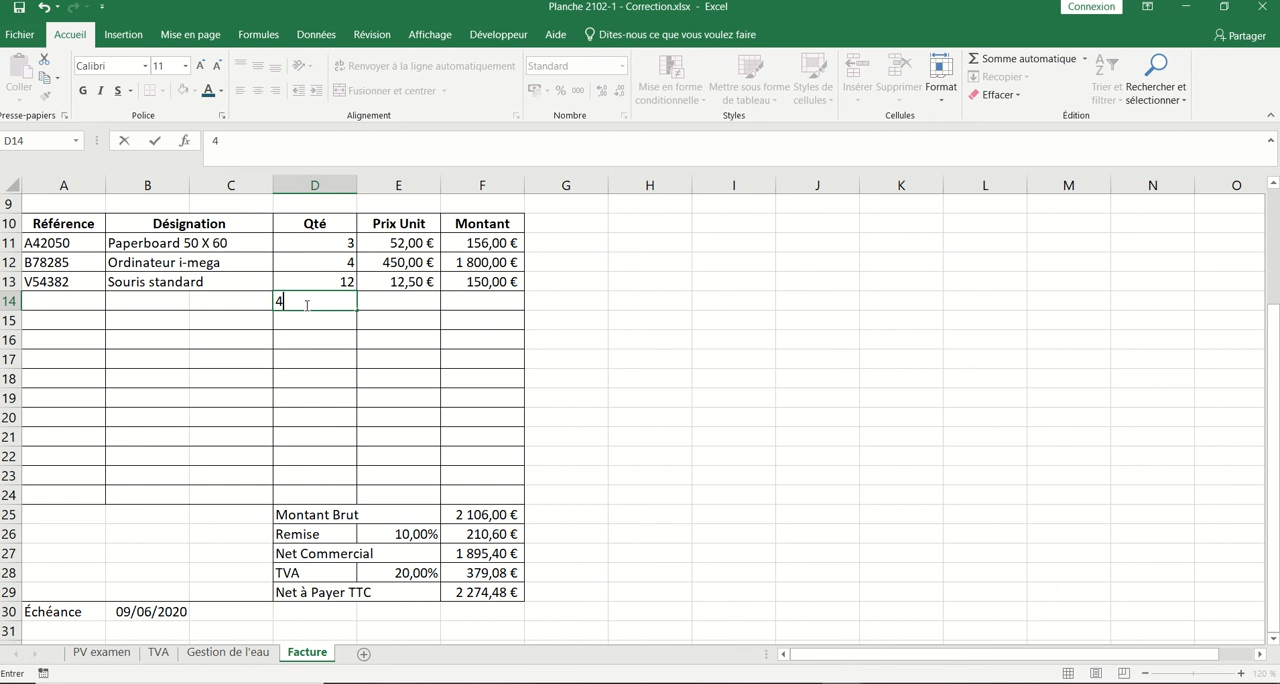 Planche 2102-1 - Correction.xlsx - Excel
Connexion
Fichier Accueil Insertion Mise en page Formules Données Révision Affichage Développeur Aide Dites-nous ce que vous voulez faire Partager
Coller
Calibri 11
Renvoyer à la ligne automatiquement
Standard
Mise en forme conditionnelle
Mettre sous forme de tableau
Styles de cellules
Insérer Supprimer Format
Somme automatique
Recopier
Effacer
Trier et filtrer
Rechercher et sélectionner
G I S
A
Fusionner et centrer
% 000
Presse-papiers Police Alignement Nombre Styles Cellules Édition
D14 fx 4
A B C D E F G H I J K L M N O
9
10 Référence Désignation Qté Prix Unit Montant
11 A42050 Paperboard 50 X 60 3 52,00 € 156,00 €
12 B78285 Ordinateur i-mega 4 450,00 € 1 800,00 €
13 V54382 Souris standard 12 12,50 € 150,00 €
14 4
15
16
17
18
19
20
21
22
23
24
25 Montant Brut 2 106,00 €
26 Remise 10,00% 210,60 €
27 Net Commercial 1 895,40 €
28 TVA 20,00% 379,08 €
29 Net à Payer TTC 2 274,48 €
30 Échéance 09/06/2020
31
PV examen TVA Gestion de l'eau Facture
Entrer 120 %